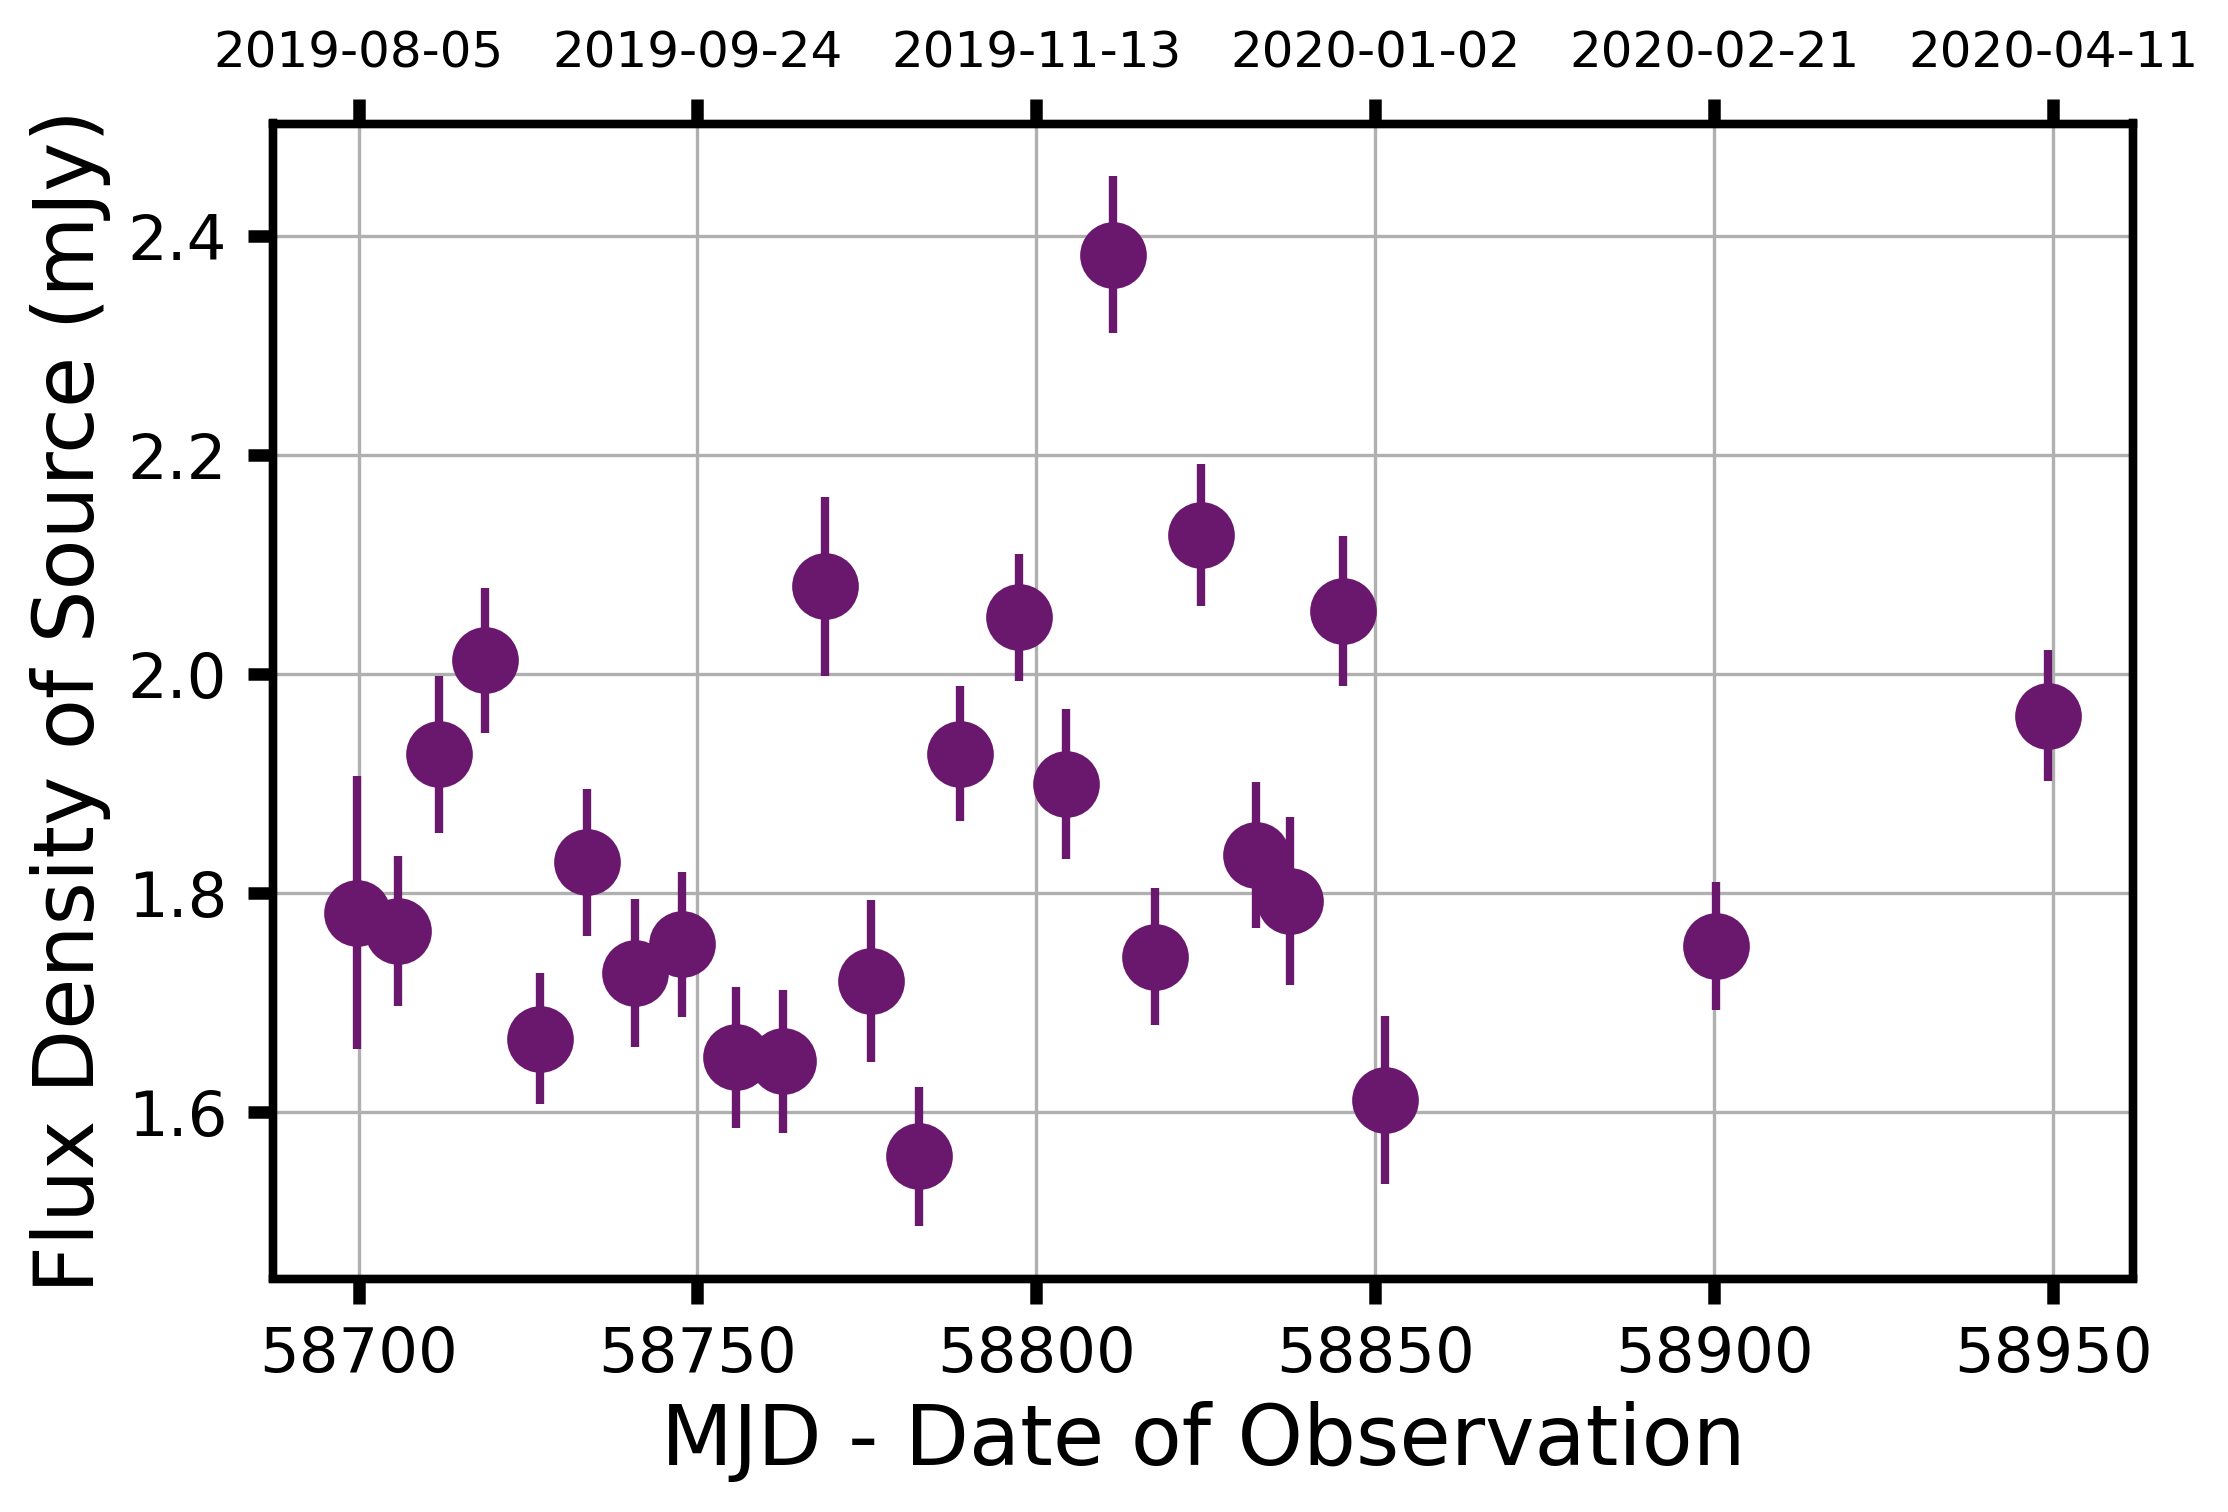 2019-08-05 2019-09-24 2019-11-13 2020-01-02 2020-02-21 2020-04-11
Flux Density of Source (mJy)
2.4
2.2
2.0
1.8
1.6
58700 58750 58800 58850 58900 58950
MJD - Date of Observation